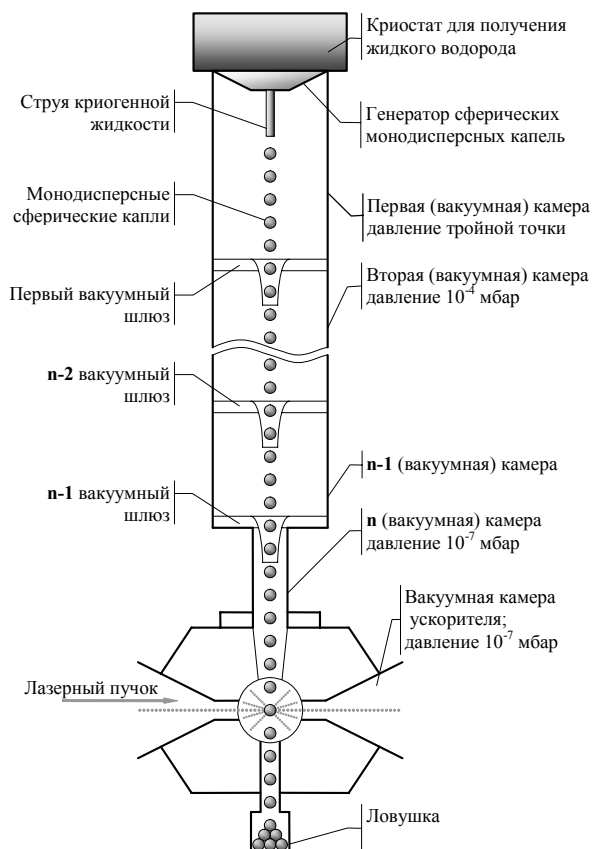 Криостат для получения
жидкого водорода
Струя криогенной
жидкости
Генератор сферических
монодисперсных капель
Монодисперсные
сферические капли
Первая (вакуумная) камера
давление тройной точки
Первый вакуумный
шлюз
Вторая (вакуумная) камера
давление 10⁻⁴ мбар
n-2 вакуумный
шлюз
n-1 (вакуумная) камера
n-1 вакуумный
шлюз
n (вакуумная) камера
давление 10⁻⁷ мбар
Вакуумная камера
ускорителя;
давление 10⁻⁷ мбар
Лазерный пучок
Ловушка